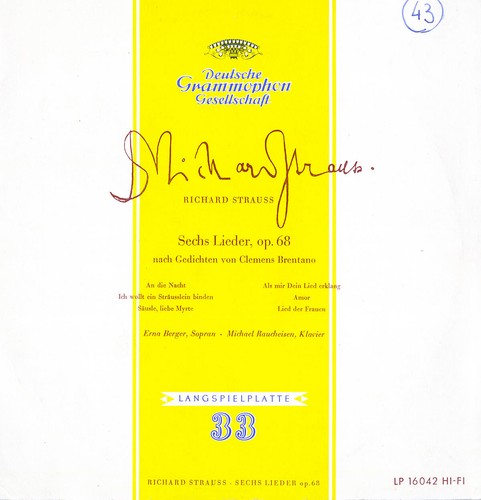 43
Deutsche
Grammophon
Gesellschaft
Richard Strauss.
RICHARD STRAUSS
Sechs Lieder, op. 68
nach Gedichten von Clemens Brentano
An die Nacht
Ich wollt ein Sträusslein binden
Säusle, liebe Myrte
Als mir Dein Lied erklang
Amor
Lied der Frauen
Erna Berger, Sopran - Michael Raucheisen, Klavier
LANGSPIELPLATTE
33
RICHARD STRAUSS - SECHS LIEDER op. 68
LP 16042 HI-FI